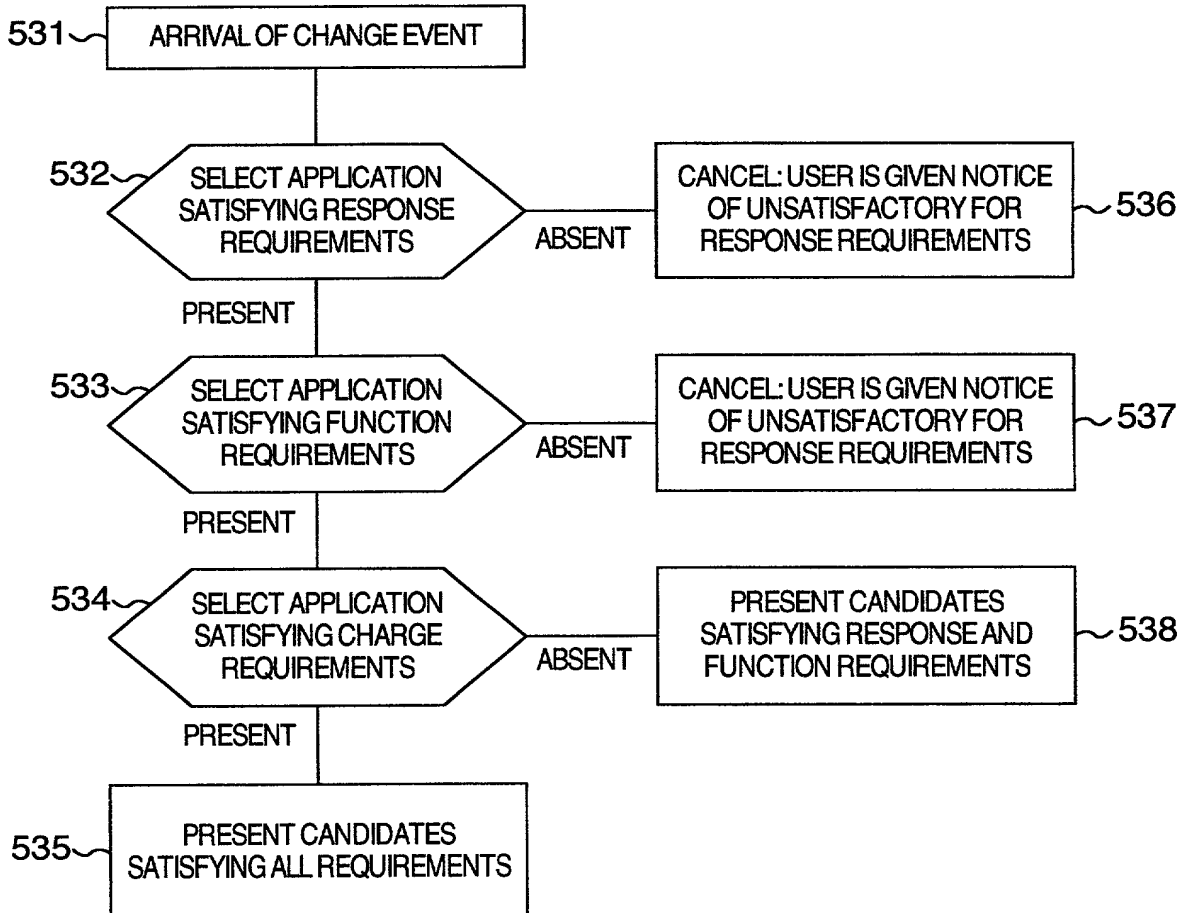 531
ARRIVAL OF CHANGE EVENT
532
SELECT APPLICATION
SATISFYING RESPONSE
REQUIREMENTS
ABSENT
CANCEL: USER IS GIVEN NOTICE
OF UNSATISFACTORY FOR
RESPONSE REQUIREMENTS
536
PRESENT
533
SELECT APPLICATION
SATISFYING FUNCTION
REQUIREMENTS
ABSENT
CANCEL: USER IS GIVEN NOTICE
OF UNSATISFACTORY FOR
RESPONSE REQUIREMENTS
537
PRESENT
534
SELECT APPLICATION
SATISFYING CHARGE
REQUIREMENTS
ABSENT
PRESENT CANDIDATES
SATISFYING RESPONSE AND
FUNCTION REQUIREMENTS
538
PRESENT
535
PRESENT CANDIDATES
SATISFYING ALL REQUIREMENTS